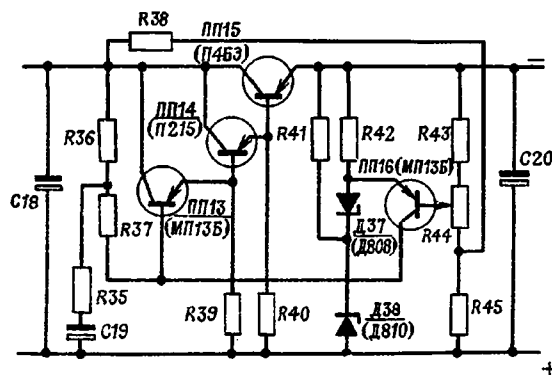 R38
ПП15
(П4БЭ)
−
ПП14
(П215)
R36
R41
R42
R43
ПП16(МП13Б)
C18
C20
R37
ПП13
(МП13Б)
Д37
(Д808)
R44
R35
R39
R40
Д38
(Д810)
R45
C19
+